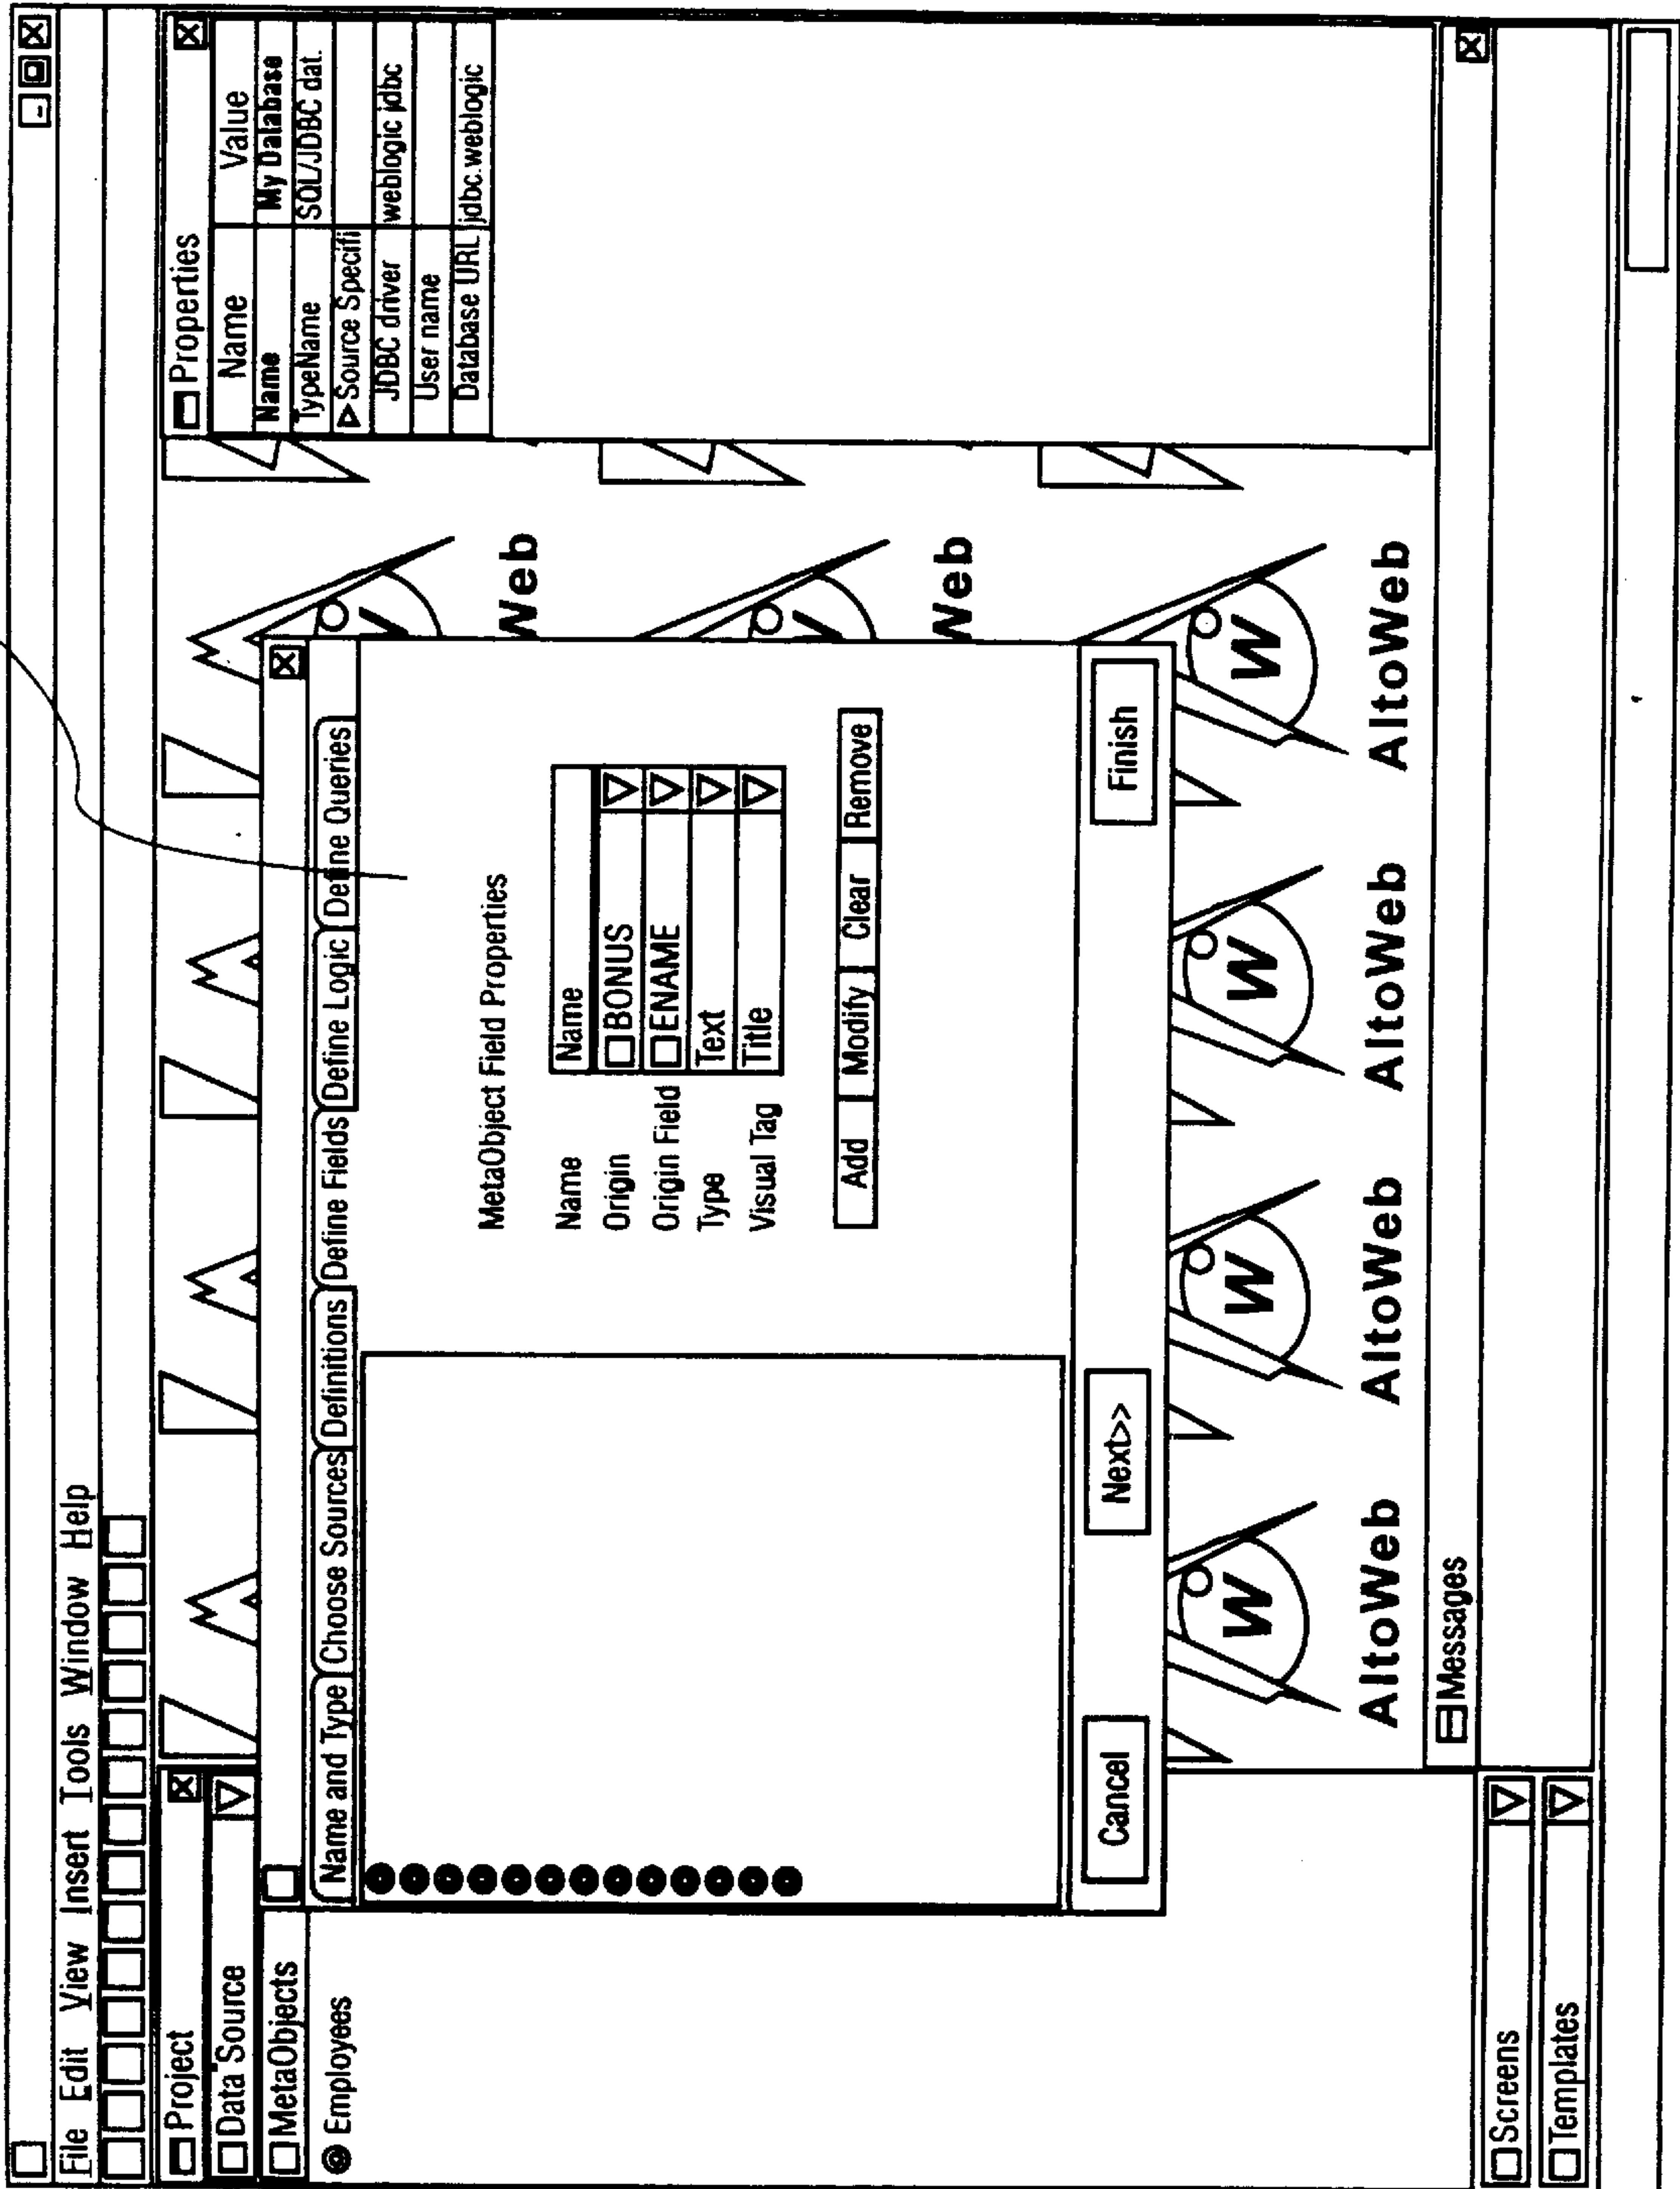 File Edit View Insert Tools Window Help
Project
Data Source
MetaObjects
Employees
Screens
Templates
Name and Type
Choose Sources
Definitions
Define Fields
Define Logic
Define Queries
MetaObject Field Properties
Name Name
Origin BONUS
Origin Field ENAME
Type Text
Visual Tag Title
Add Modify Clear Remove
Cancel Next>> Finish
Web
Web
AltoWeb AltoWeb AltoWeb AltoWeb
W W W W
Properties
Name Value
Name My Database
TypeName SQL/JDBC dat.
Source Specifi
JDBC driver weblogic jdbc
User name
Database URL jdbc.weblogic
Messages